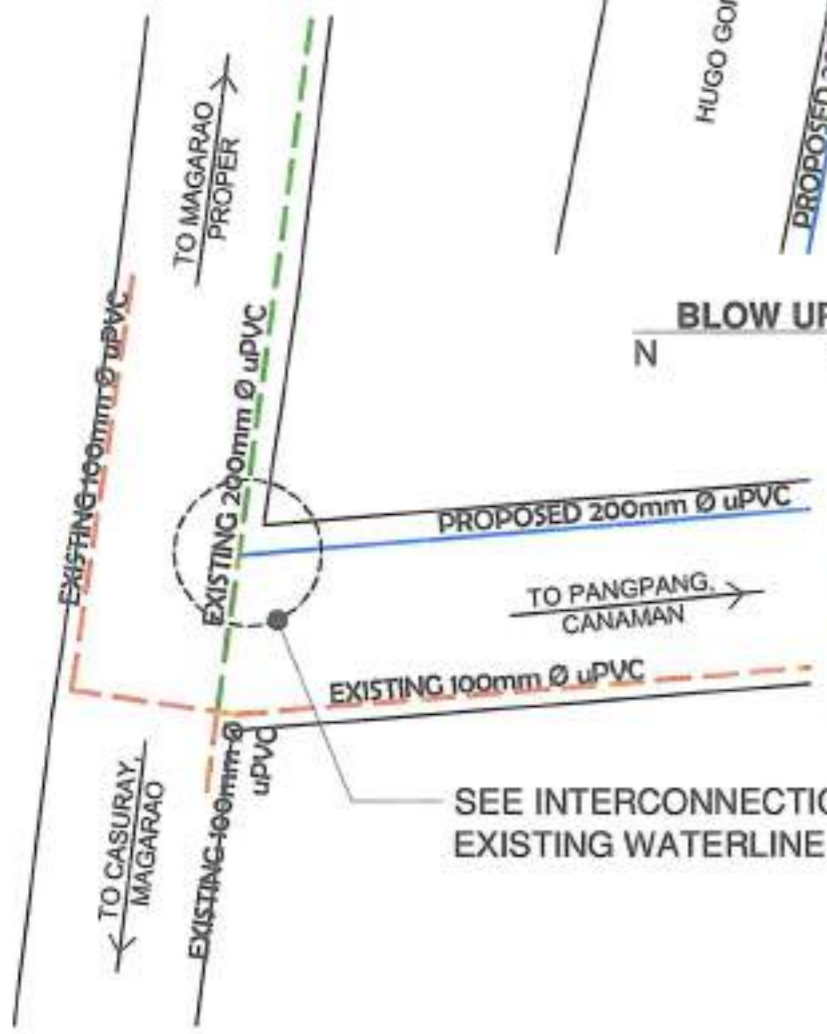 HUGO
PROPOSED
TO MAGARAO
PROPER
BLOW UP
N
EXISTING 100mm Ø uPVC
EXISTING 200mm Ø uPVC
PROPOSED 200mm Ø uPVC
TO PANGPANG,
CANAMAN
EXISTING 100mm Ø uPVC
EXISTING 100mm Ø
uPVC
TO CASURAY,
MAGARAO
SEE INTERCONNECTIO
EXISTING WATERLINE